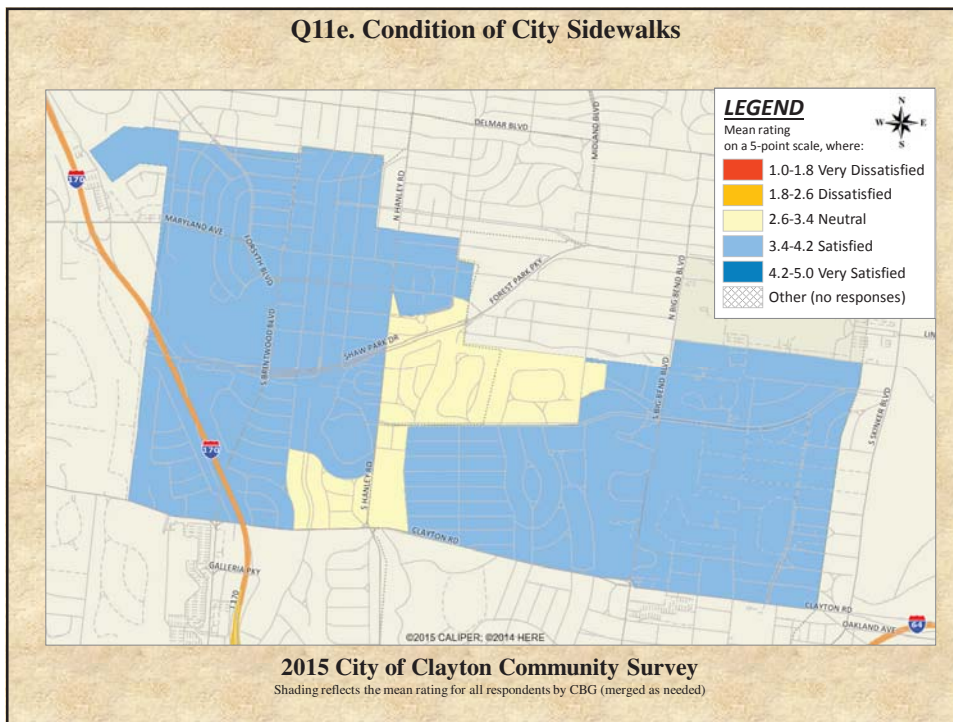 Q11e. Condition of City Sidewalks
LEGEND
Mean rating
on a 5-point scale, where:
1.0-1.8 Very Dissatisfied
1.8-2.6 Dissatisfied
2.6-3.4 Neutral
3.4-4.2 Satisfied
4.2-5.0 Very Satisfied
Other (no responses)
N
W
E
S
DELMAR BLVD
MIDLAND BLVD
170
N HANLEY RD
MARYLAND AVE
FORSYTH BLVD
FOREST PARK PKY
N BIG BEND BLVD
LIN
SHAW PARK DR
S BRENTWOOD BLVD
S BIG BEND BLVD
S SKINKER BLVD
170
S HANLEY RD
CLAYTON RD
GALLERIA PKY
I 170
CLAYTON RD
OAKLAND AVE
64
©2015 CALIPER; ©2014 HERE
2015 City of Clayton Community Survey
Shading reflects the mean rating for all respondents by CBG (merged as needed)